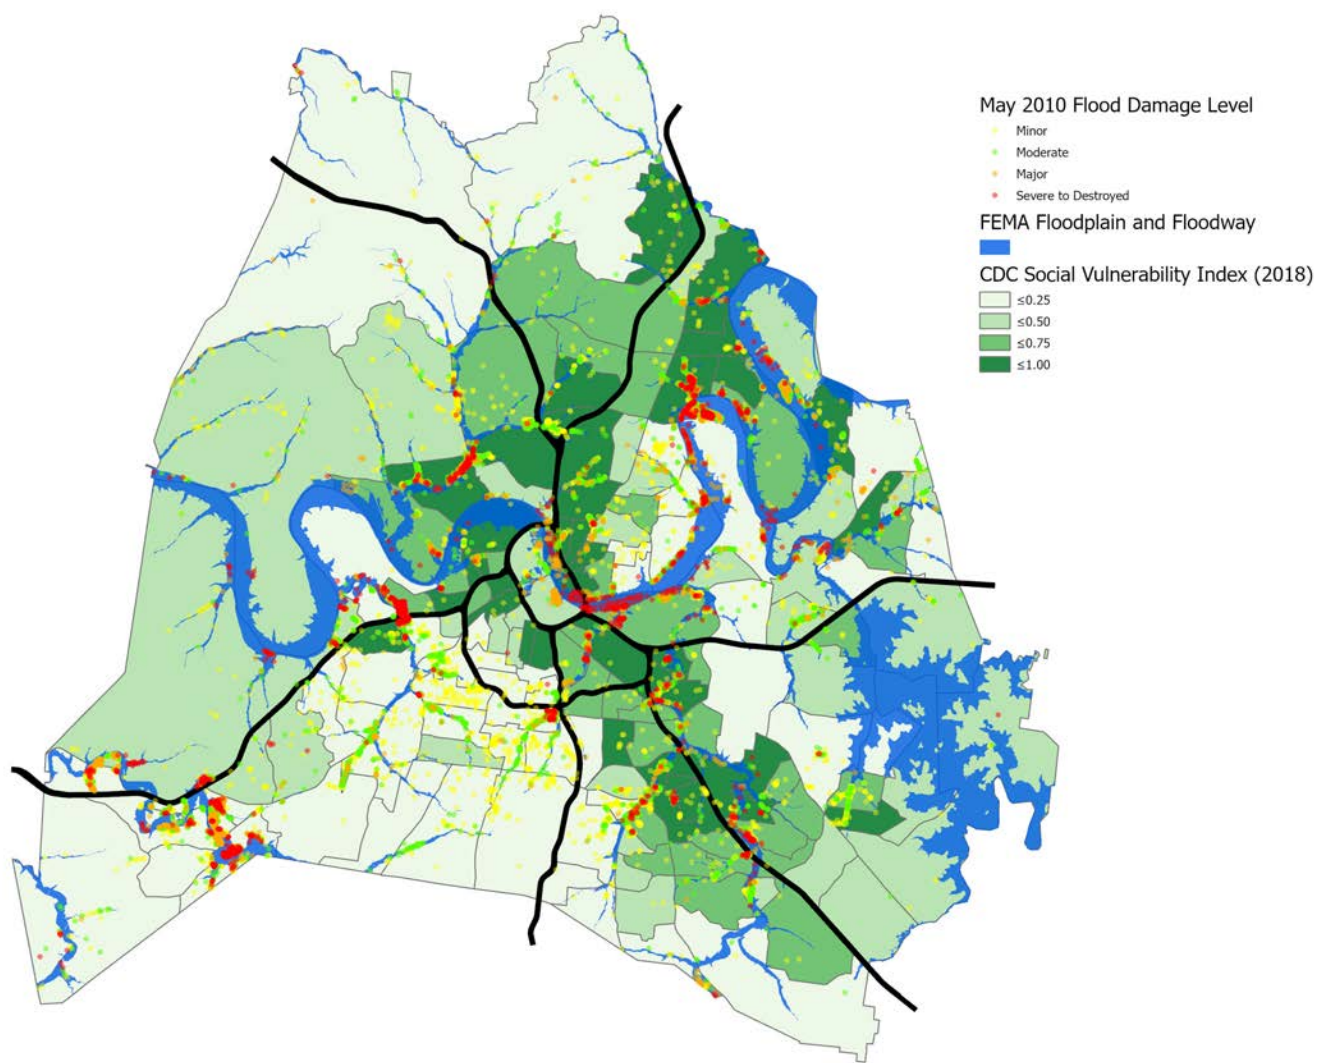 May 2010 Flood Damage Level
Minor
Moderate
Major
Severe to Destroyed
FEMA Floodplain and Floodway
CDC Social Vulnerability Index (2018)
≤0.25
≤0.50
≤0.75
≤1.00